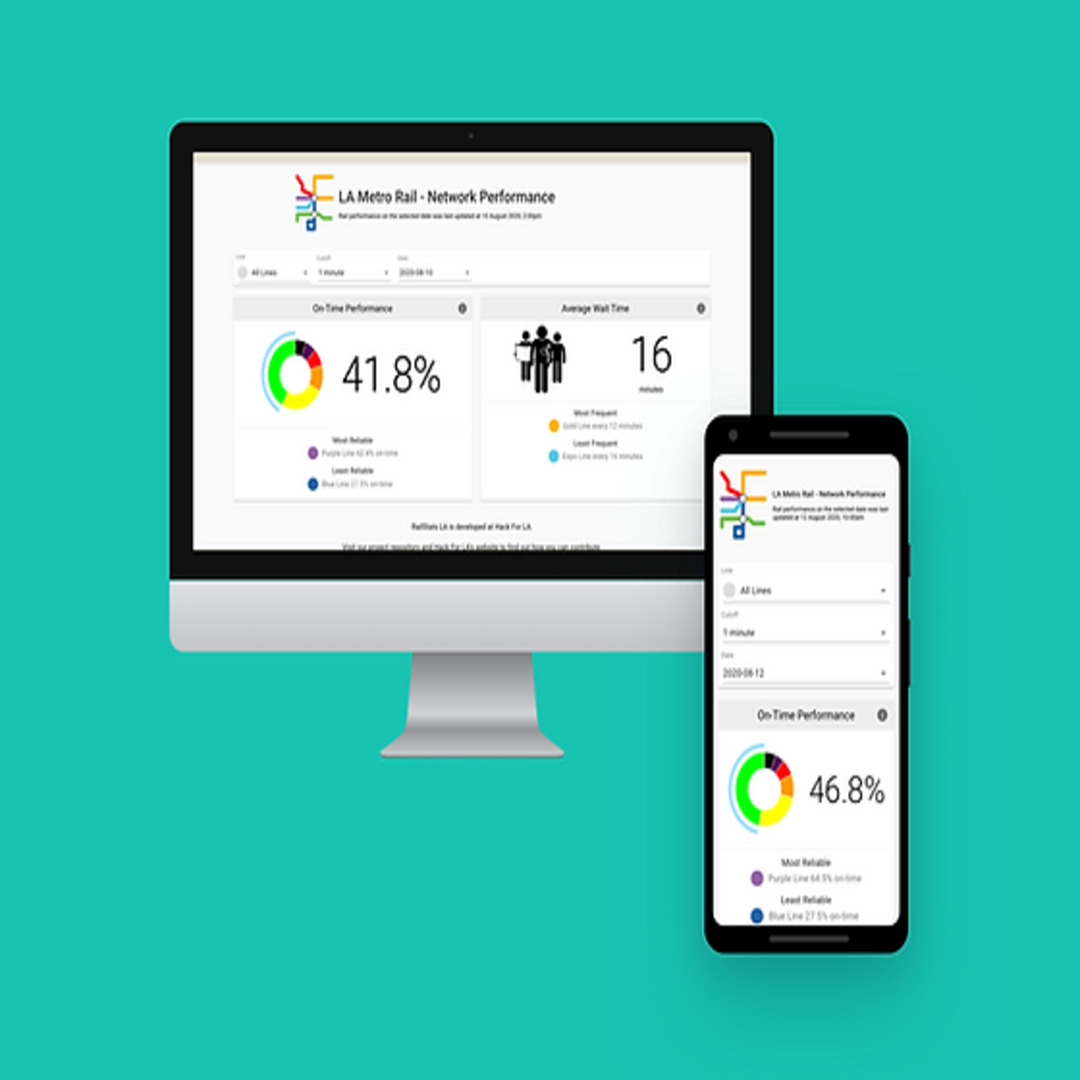 LA Metro Rail - Network Performance
Rail performance on the selected date was last updated at 10 August 2020, 2:00pm
Line Cutoff Date
All Lines 1 minute 2020-08-10
On-Time Performance
41.8%
Most Reliable
Purple Line 62.4% on-time
Least Reliable
Blue Line 27.5% on-time
Average Wait Time
16
minutes
Most Frequent
Gold Line every 12 minutes
Least Frequent
Expo Line every 16 minutes
RailStats LA is developed at Hack For LA.
Visit our project repository and Hack For LA's website to find out how you can contribute
LA Metro Rail - Network Performance
Rail performance on the selected date was last
updated at August 2020, 10:00am
Line
All Lines
Cutoff
1 minute
Date
2020-08-12
On-Time Performance
46.8%
Most Reliable
Purple Line 64.5% on-time
Least Reliable
Blue Line 27.5% on-time